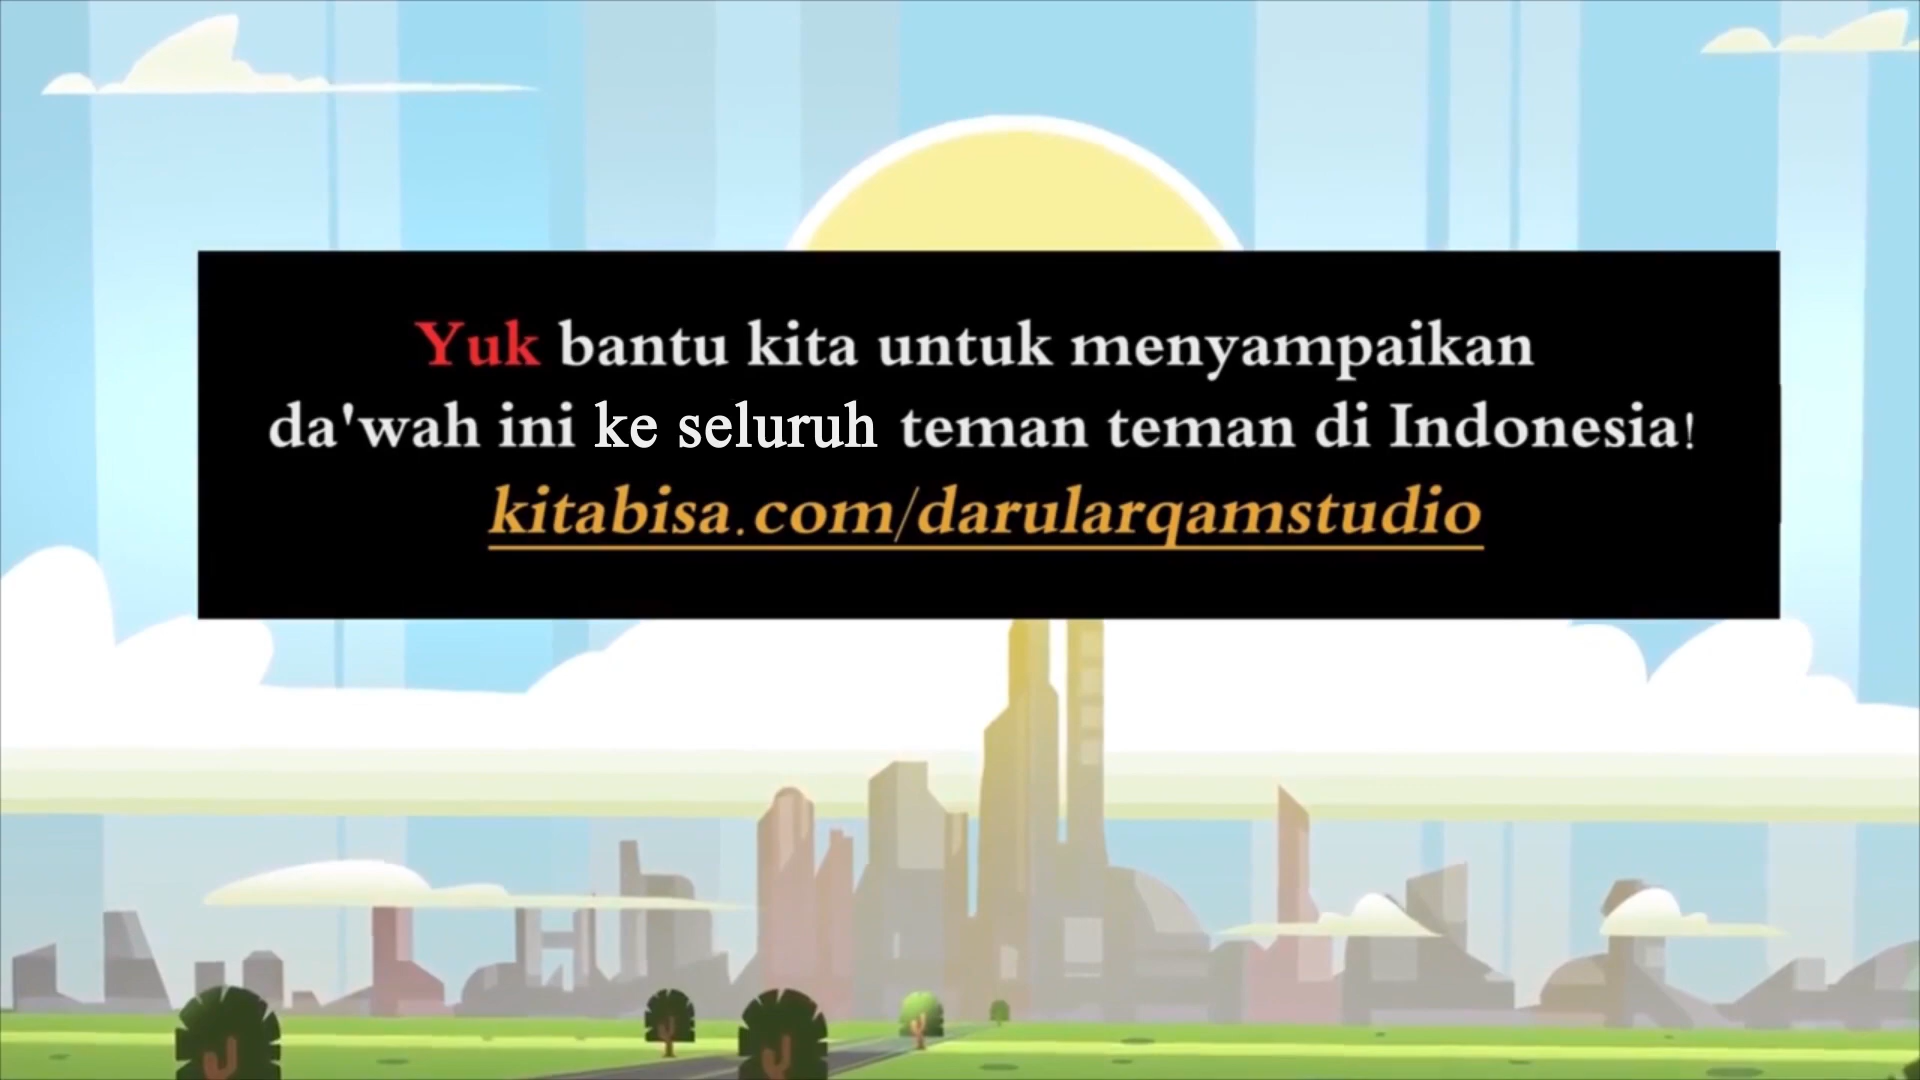 Yuk bantu kita untuk menyampaikan
da'wah ini ke seluruh teman teman di Indonesia!
kitabisa.com/darularqamstudio